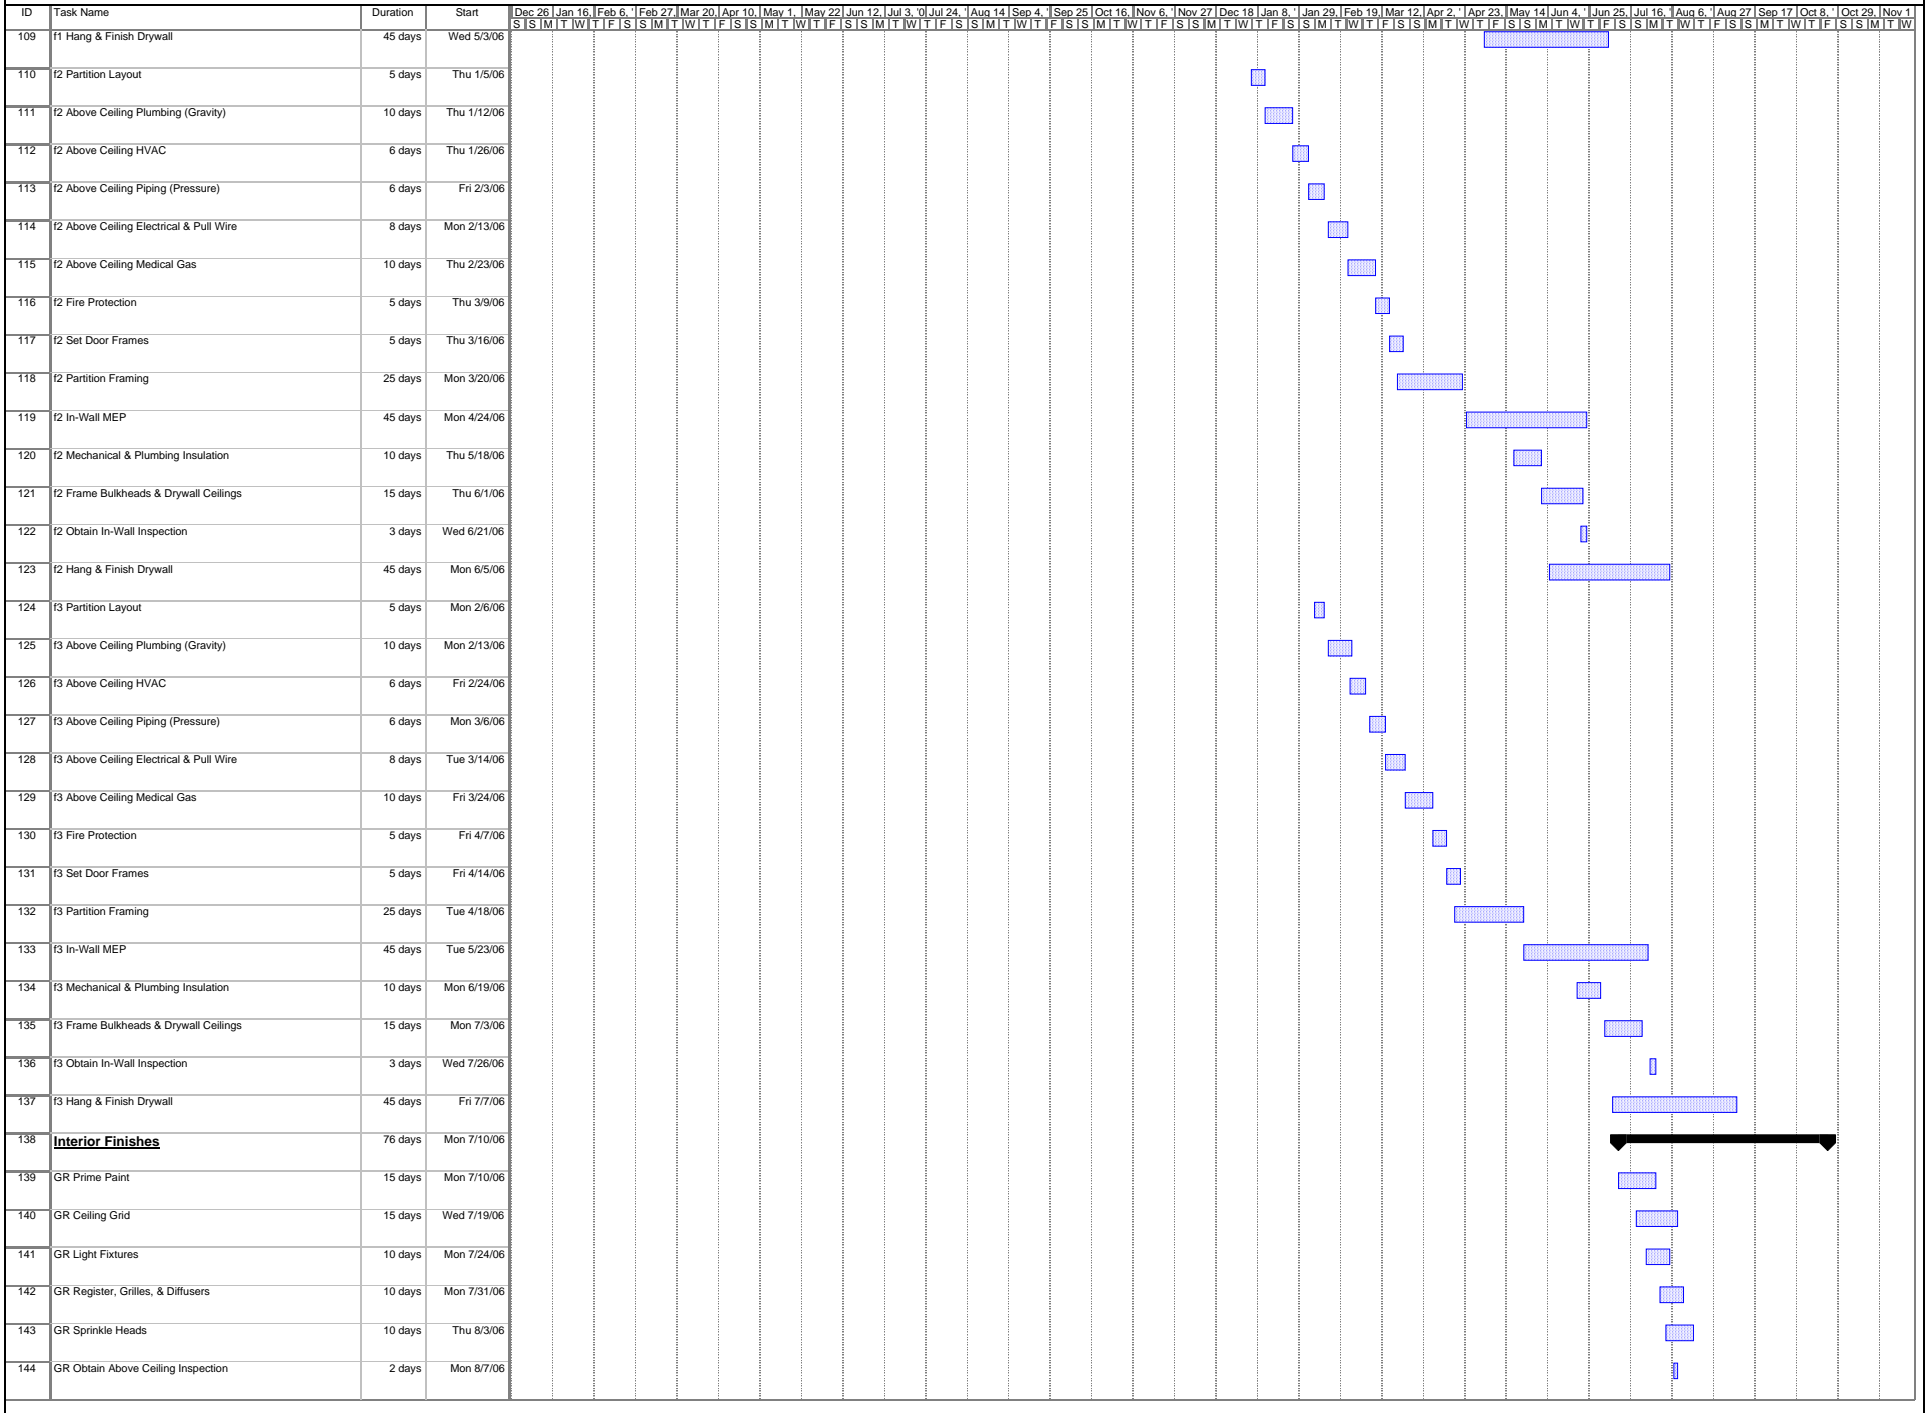 ID Task Name Duration Start Dec 26 Jan 16, Feb 6, ' Feb 27, Mar 20, Apr 10, May 1, May 22 Jun 12, Jul 3, '0 Jul 24, ' Aug 14 Sep 4, ' Sep 25 Oct 16, Nov 6, ' Nov 27 Dec 18 Jan 8, ' Jan 29, Feb 19, Mar 12, Apr 2, ' Apr 23, May 14 Jun 4, ' Jun 25, Jul 16, ' Aug 6, ' Aug 27 Sep 17 Oct 8, ' Oct 29, Nov 1
S S M T W T F S S M T W T F S S M T W T F S S M T W T F S S M T W T F S S M T W T F S S M T W T F S S M T W T F S S M T W T F S S M T W T F S S M T W T F S S M T W T F S S M T W
109 f1 Hang & Finish Drywall 45 days Wed 5/3/06
110 f2 Partition Layout 5 days Thu 1/5/06
111 f2 Above Ceiling Plumbing (Gravity) 10 days Thu 1/12/06
112 f2 Above Ceiling HVAC 6 days Thu 1/26/06
113 f2 Above Ceiling Piping (Pressure) 6 days Fri 2/3/06
114 f2 Above Ceiling Electrical & Pull Wire 8 days Mon 2/13/06
115 f2 Above Ceiling Medical Gas 10 days Thu 2/23/06
116 f2 Fire Protection 5 days Thu 3/9/06
117 f2 Set Door Frames 5 days Thu 3/16/06
118 f2 Partition Framing 25 days Mon 3/20/06
119 f2 In-Wall MEP 45 days Mon 4/24/06
120 f2 Mechanical & Plumbing Insulation 10 days Thu 5/18/06
121 f2 Frame Bulkheads & Drywall Ceilings 15 days Thu 6/1/06
122 f2 Obtain In-Wall Inspection 3 days Wed 6/21/06
123 f2 Hang & Finish Drywall 45 days Mon 6/5/06
124 f3 Partition Layout 5 days Mon 2/6/06
125 f3 Above Ceiling Plumbing (Gravity) 10 days Mon 2/13/06
126 f3 Above Ceiling HVAC 6 days Fri 2/24/06
127 f3 Above Ceiling Piping (Pressure) 6 days Mon 3/6/06
128 f3 Above Ceiling Electrical & Pull Wire 8 days Tue 3/14/06
129 f3 Above Ceiling Medical Gas 10 days Fri 3/24/06
130 f3 Fire Protection 5 days Fri 4/7/06
131 f3 Set Door Frames 5 days Fri 4/14/06
132 f3 Partition Framing 25 days Tue 4/18/06
133 f3 In-Wall MEP 45 days Tue 5/23/06
134 f3 Mechanical & Plumbing Insulation 10 days Mon 6/19/06
135 f3 Frame Bulkheads & Drywall Ceilings 15 days Mon 7/3/06
136 f3 Obtain In-Wall Inspection 3 days Wed 7/26/06
137 f3 Hang & Finish Drywall 45 days Fri 7/7/06
138 Interior Finishes 76 days Mon 7/10/06
139 GR Prime Paint 15 days Mon 7/10/06
140 GR Ceiling Grid 15 days Wed 7/19/06
141 GR Light Fixtures 10 days Mon 7/24/06
142 GR Register, Grilles, & Diffusers 10 days Mon 7/31/06
143 GR Sprinkle Heads 10 days Thu 8/3/06
144 GR Obtain Above Ceiling Inspection 2 days Mon 8/7/06